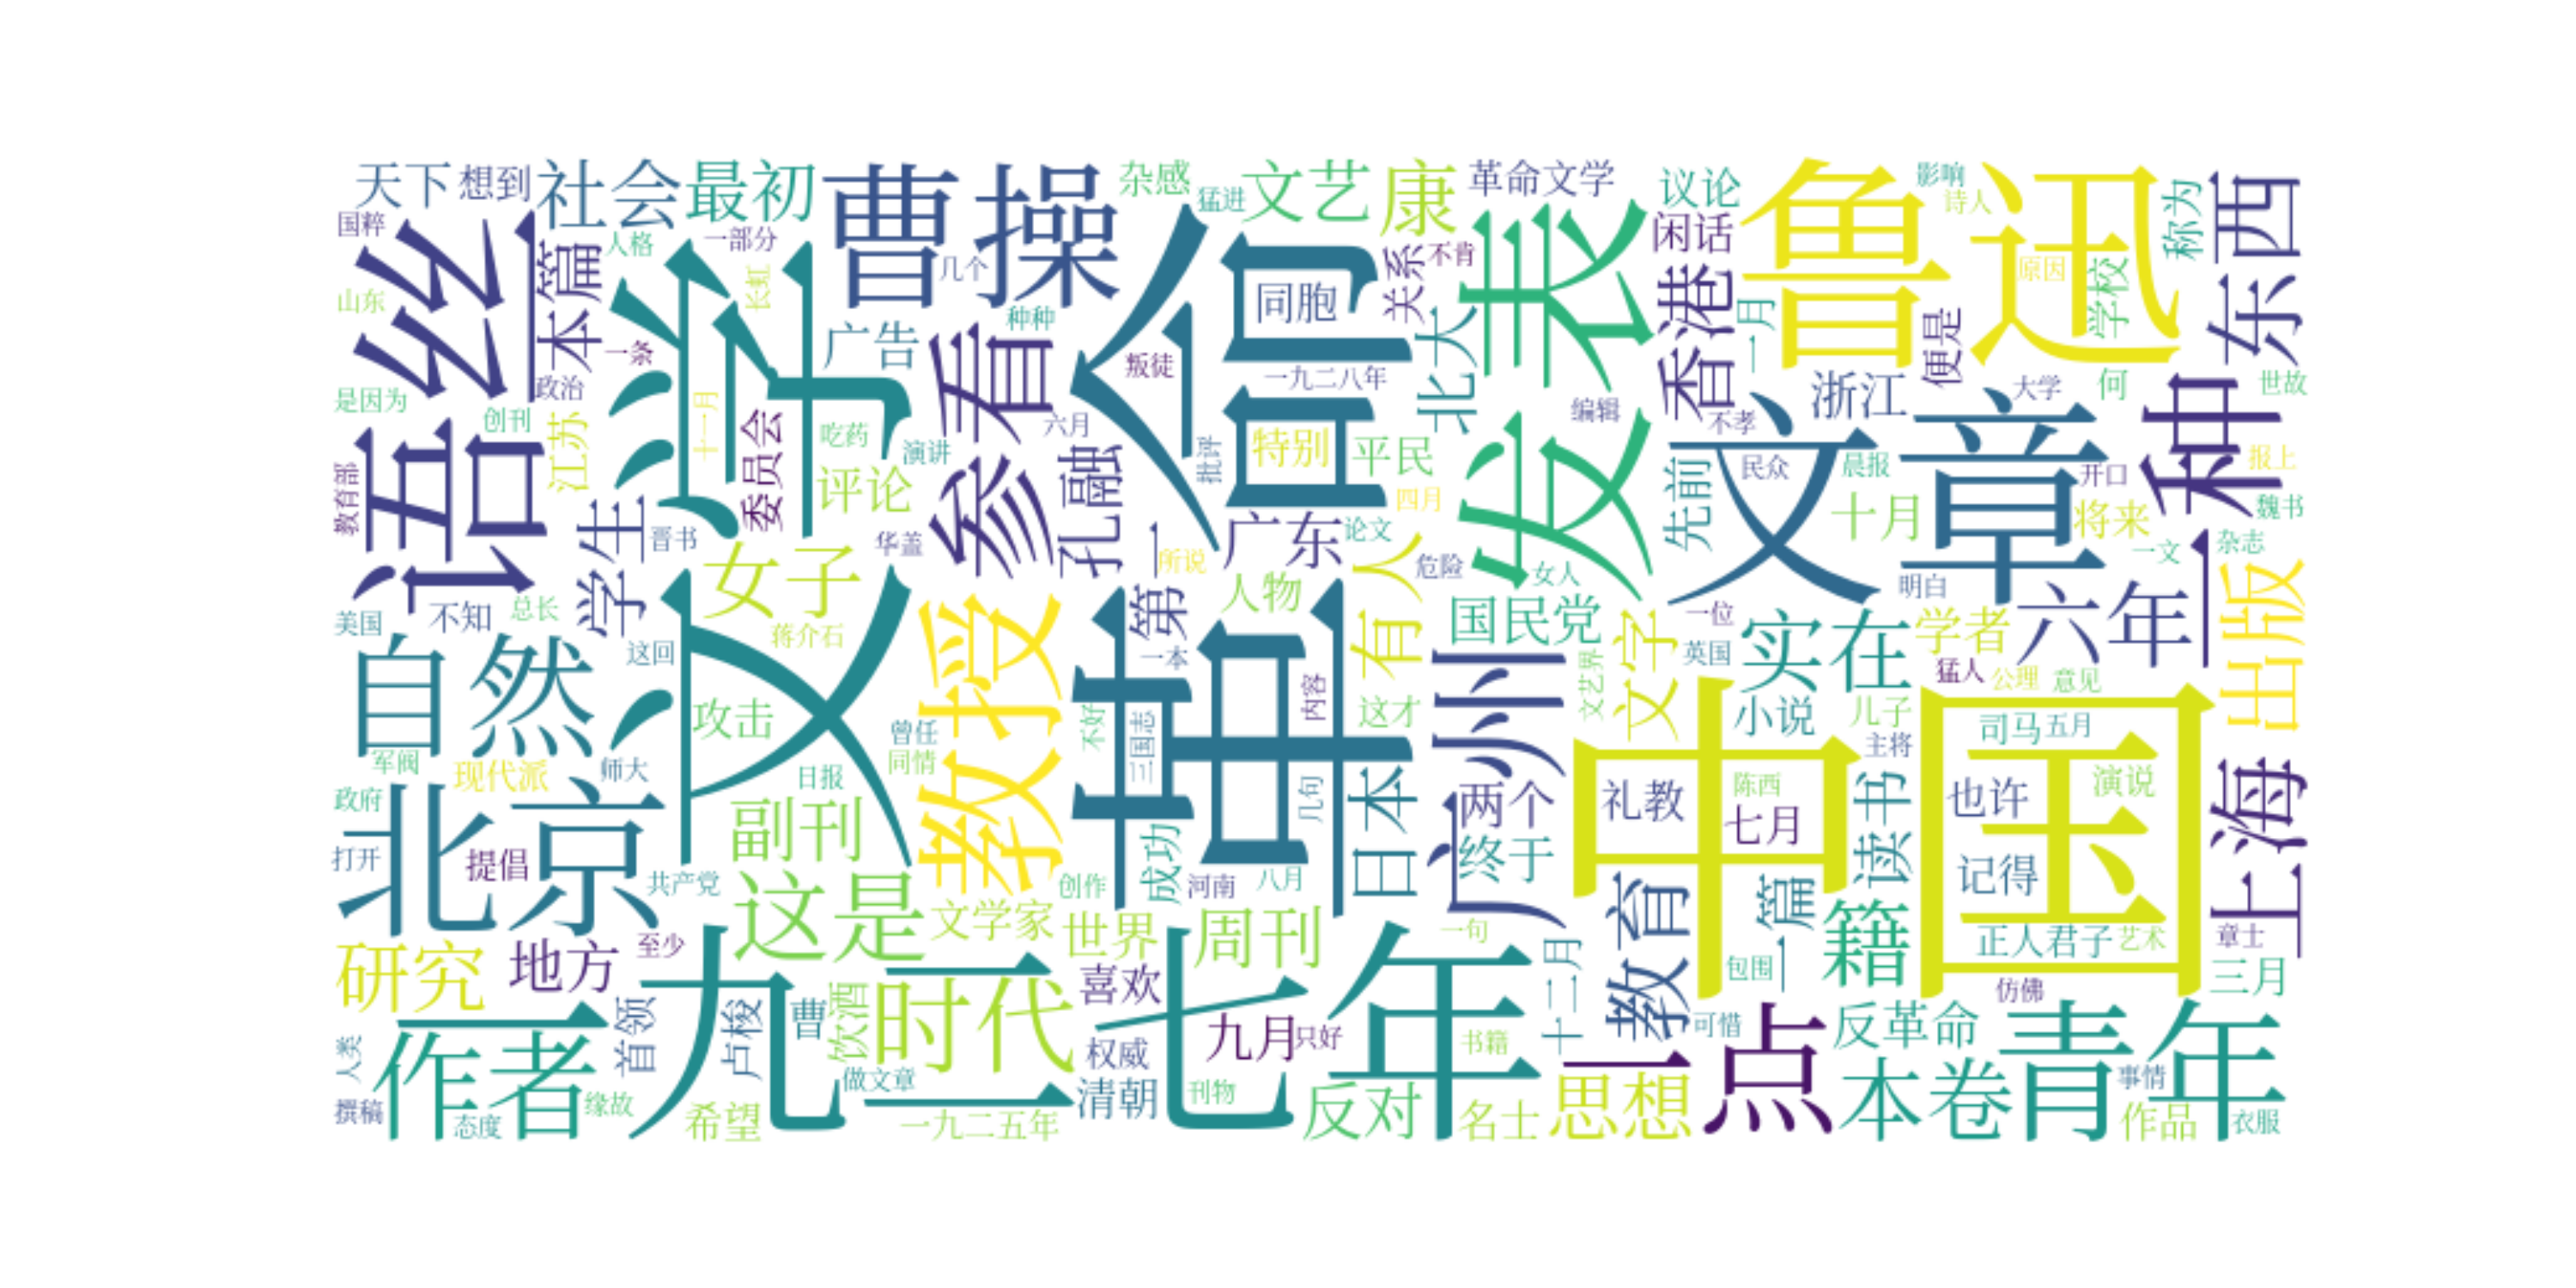 天下
想到
社会
最初
曹操
杂感
猛进
文艺
康
革命文学
议论
鲁迅
影响
诗人
称为
东西
国粹
语丝
本篇
人格
一部分
长虹
几个
种种
命
同胞
关系
不肯
发表
闲话
香港
一月
原因
学校
便是
山东
文学
一条
广告
参看
叛徒
一九二八年
北大
编辑
不孝
浙江
文章
大学
何
一种
世故
是因为
政治
创刊
江苏
十一月
委员会
吃药
演讲
六月
孔融
批评
特别
平民
先前
民众
晨报
开口
报上
教育部
评论
四月
十月
将来
魏书
学生
晋书
华盖
一
所说
广东
论文
有人
危险
女人
明白
一文
杂志
女子
美国
不知
总长
蒋介石
教授
革命
第一
人物
国民党
文学
一位
实在
学者
六年
出版
自然
这回
一本
英国
文艺界
猛人
公理
意见
攻击
曾任
不好
三国志
内容
这才
广州
中国
小说
儿子
司马
五月
军阀
现代派
师大
日报
同情
主将
政府
北京
副刊
几句
日本
两个
礼教
陈西
七月
读书
也许
演说
上海
打开
提倡
共产党
创作
成功
河南
八月
终于
教育
一篇
记得
这是
文学家
世界
周刊
一句
籍
正人君子
艺术
章士
研究
地方
至少
一九二七年
喜欢
十二月
包围
仿佛
三月
人类
作者
首领
卢梭
曹
饮酒
时代
权威
九月
只好
书籍
可惜
一点
反革命
青年
撰稿
态度
缘故
希望
做文章
一九二五年
清朝
刊物
反对
名士
思想
本卷
事情
作品
衣服